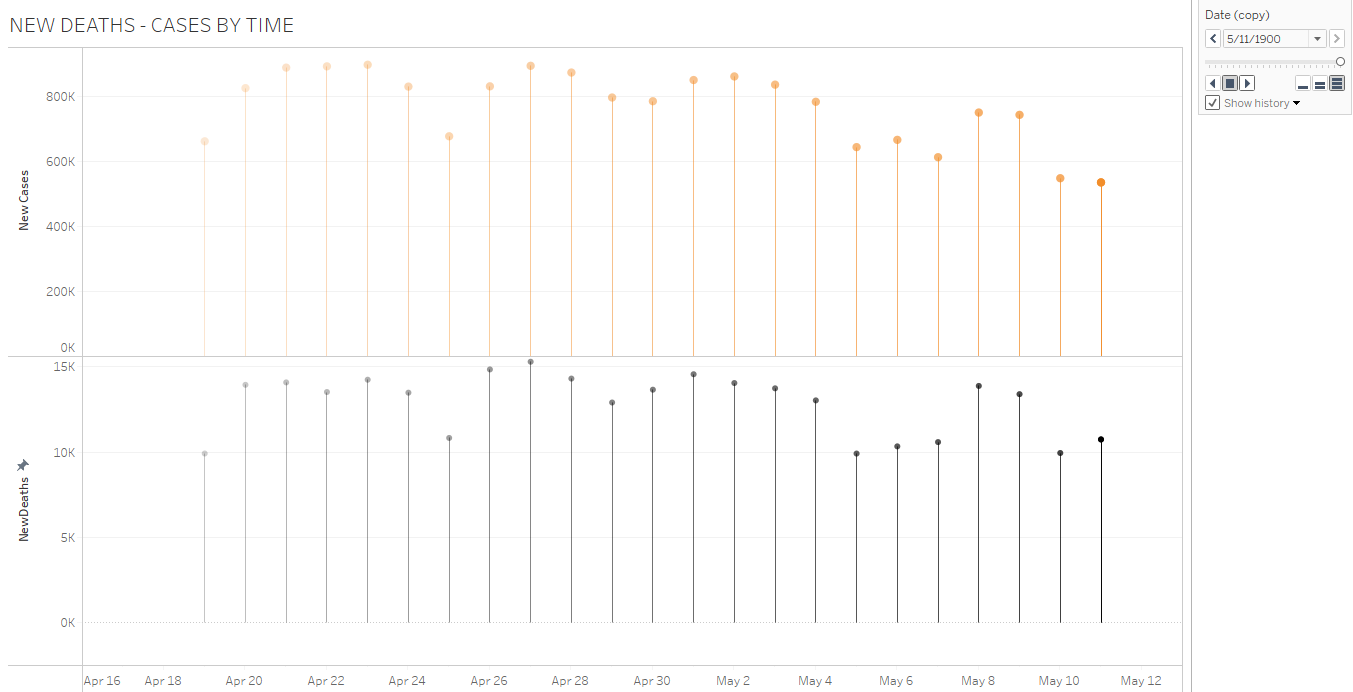 NEW DEATHS - CASES BY TIME
Date (copy)
5/11/1900
Show history
New Cases
800K
600K
400K
200K
0K
NewDeaths
15K
10K
5K
0K
Apr 16 Apr 18 Apr 20 Apr 22 Apr 24 Apr 26 Apr 28 Apr 30 May 2 May 4 May 6 May 8 May 10 May 12